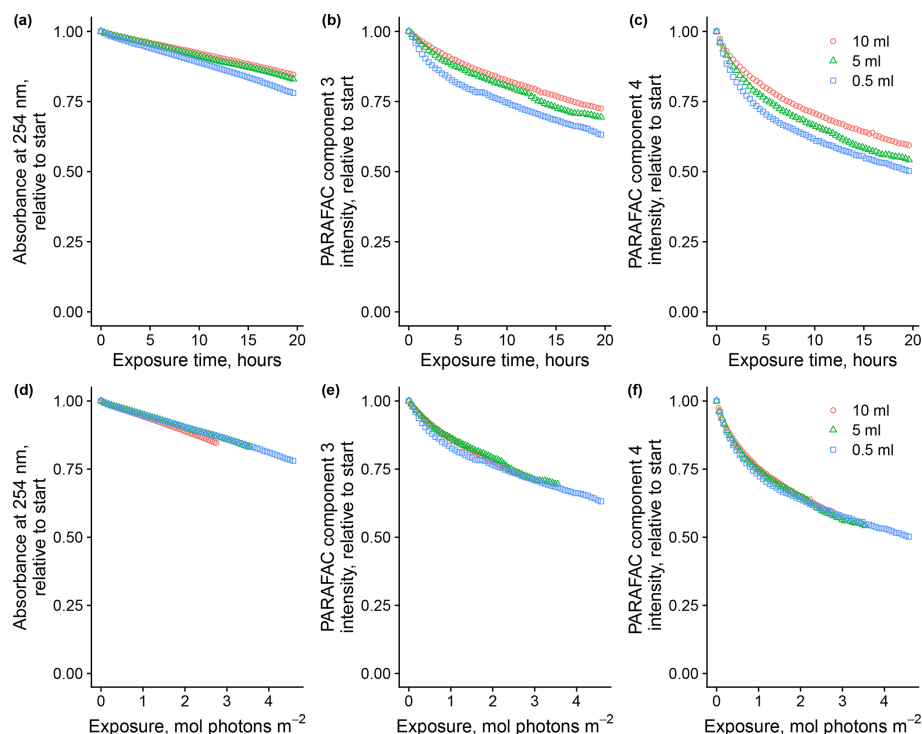 (a)
Absorbance at 254 nm,
relative to start
1.00
0.75
0.50
0.25
0.00
0 5 10 15 20
Exposure time, hours
(b)
PARAFAC component 3
intensity, relative to start
1.00
0.75
0.50
0.25
0.00
0 5 10 15 20
Exposure time, hours
(c)
PARAFAC component 4
intensity, relative to start
1.00
0.75
0.50
0.25
0.00
0 5 10 15 20
Exposure time, hours
10 ml
5 ml
0.5 ml
(d)
Absorbance at 254 nm,
relative to start
1.00
0.75
0.50
0.25
0.00
0 1 2 3 4
Exposure, mol photons m⁻²
(e)
PARAFAC component 3
intensity, relative to start
1.00
0.75
0.50
0.25
0.00
0 1 2 3 4
Exposure, mol photons m⁻²
(f)
PARAFAC component 4
intensity, relative to start
1.00
0.75
0.50
0.25
0.00
0 1 2 3 4
Exposure, mol photons m⁻²
10 ml
5 ml
0.5 ml